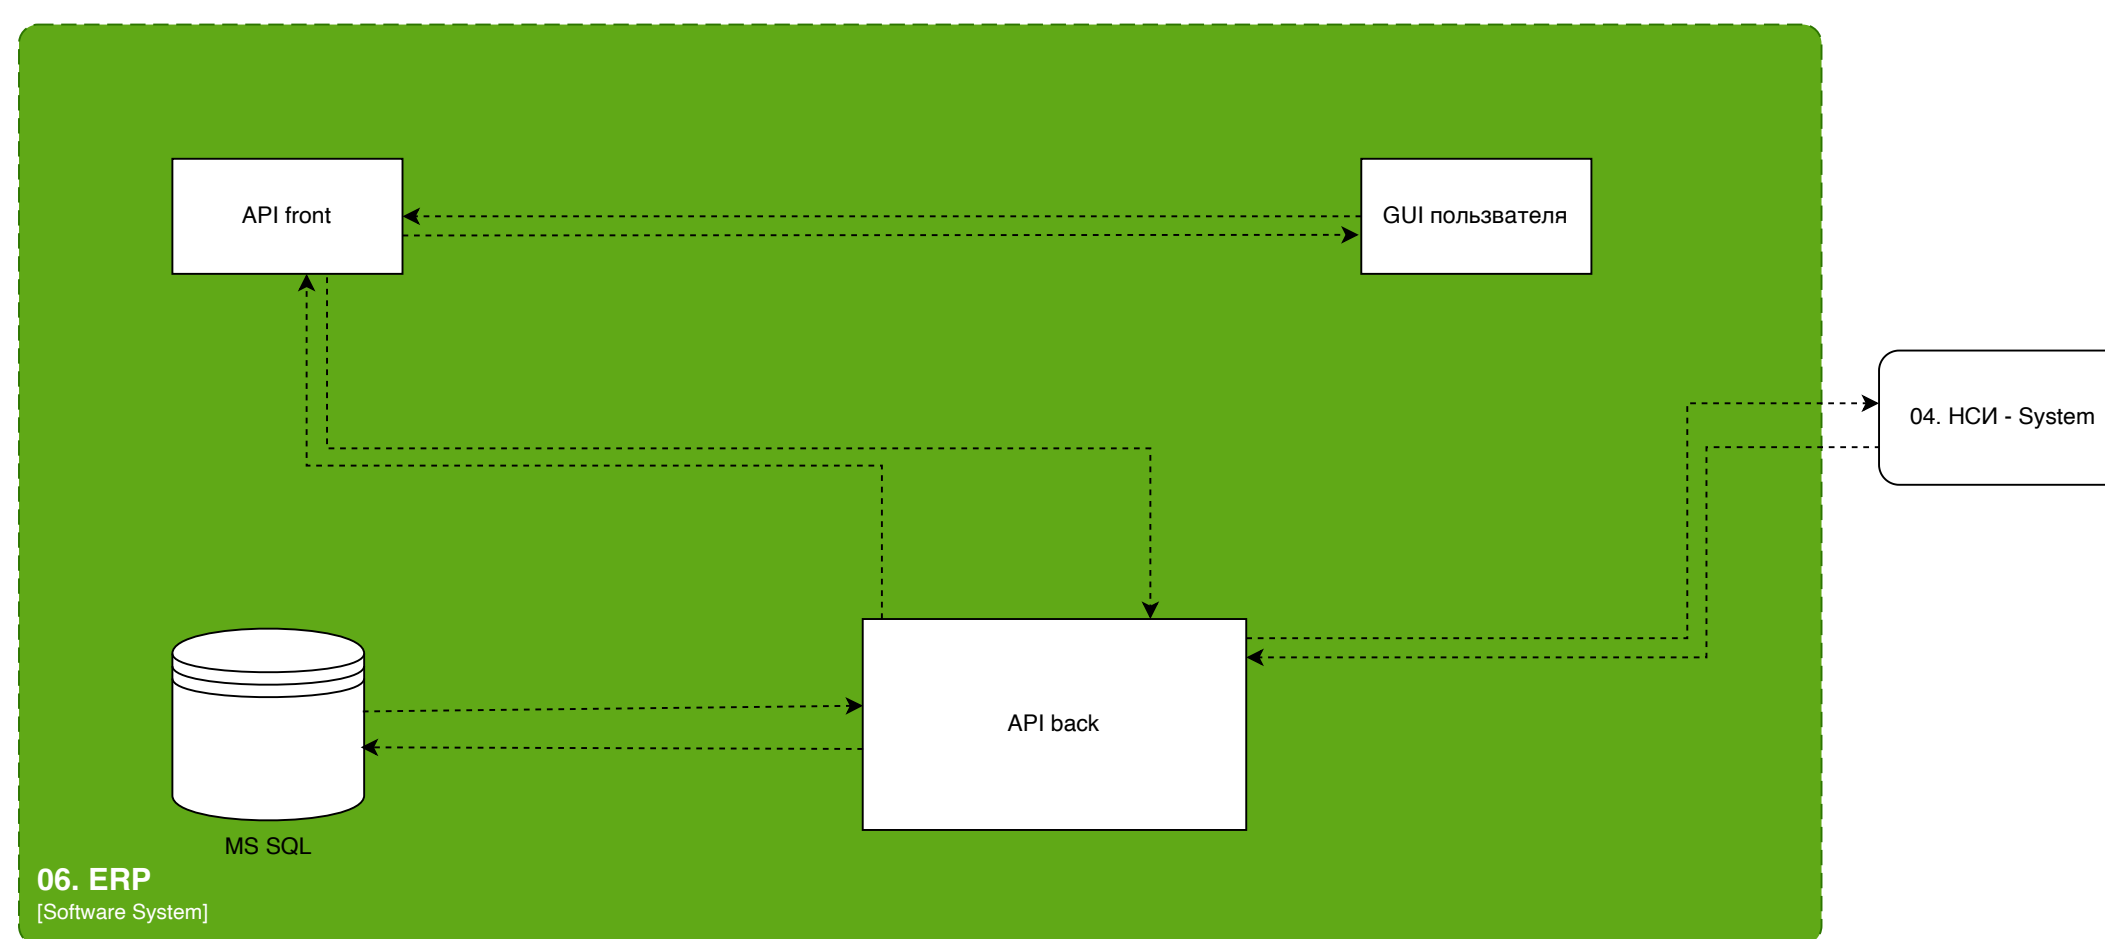 API front
GUI пользвателя
04. НСИ - System
API back
MS SQL
06. ERP
[Software System]